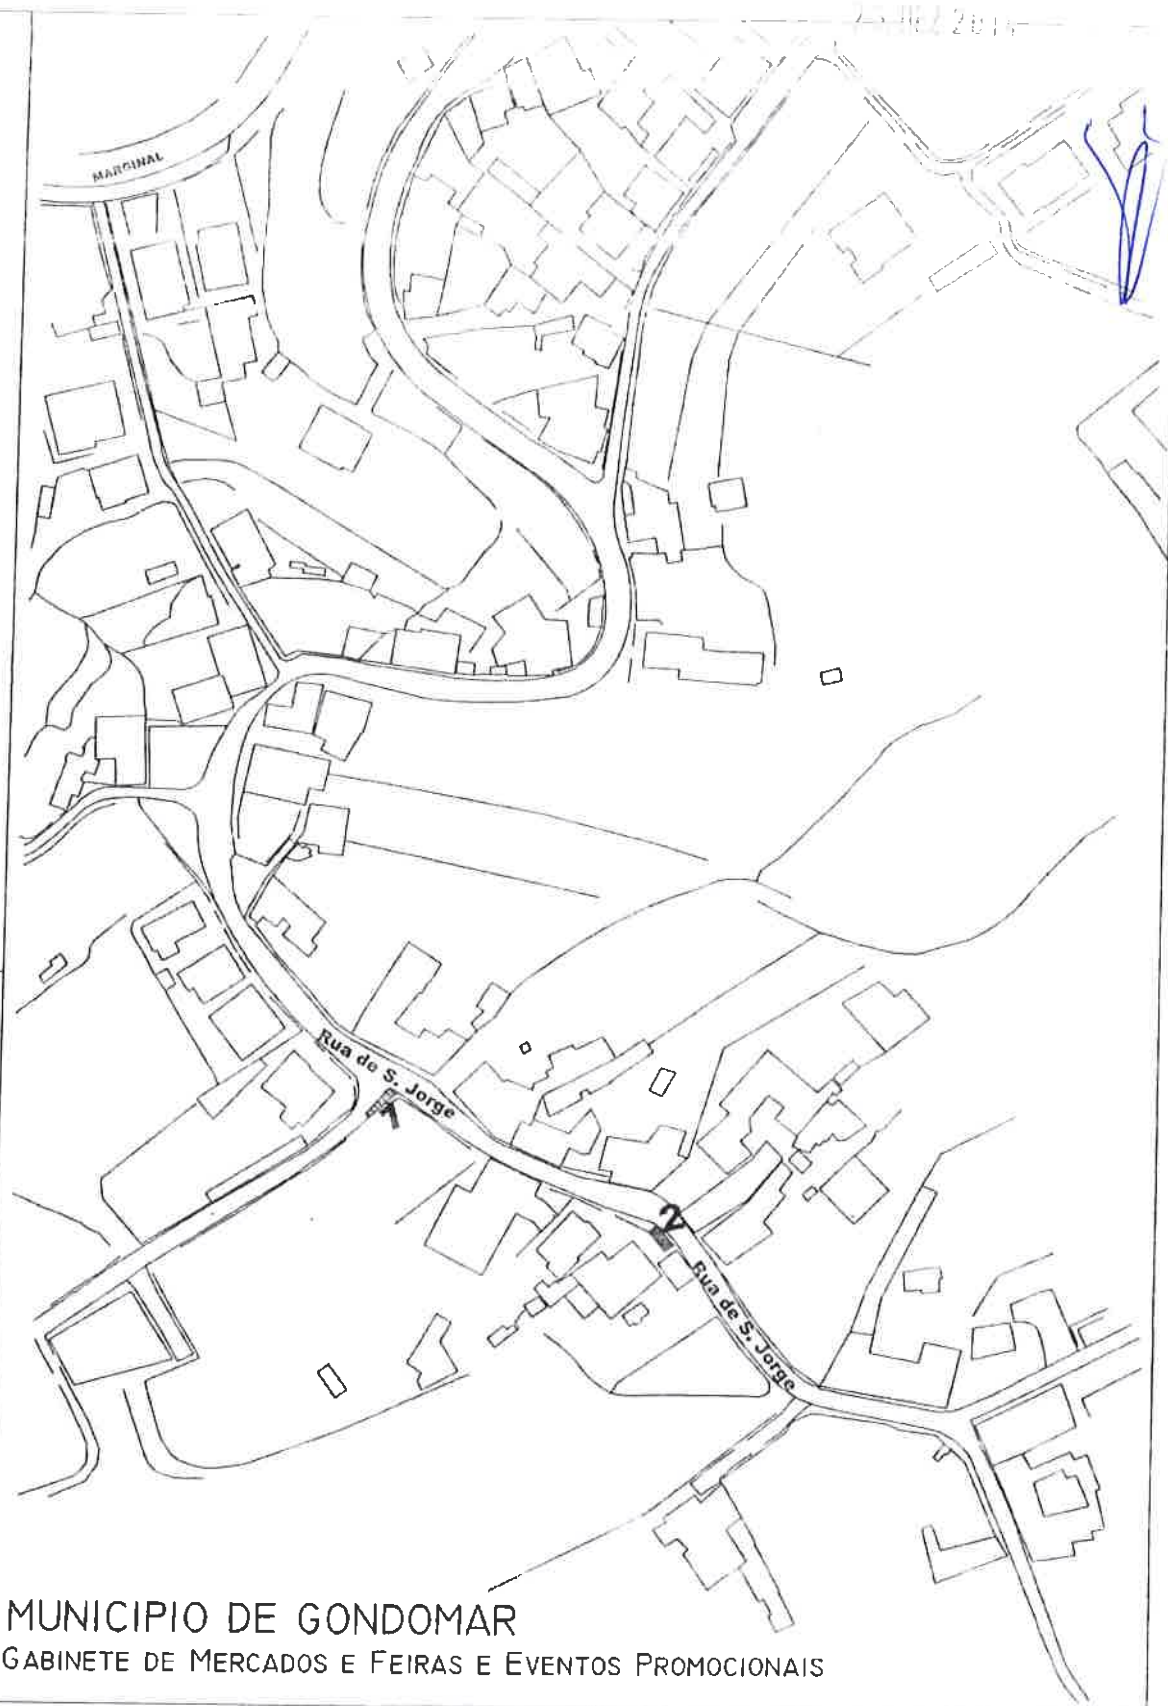 MARGINAL
Rua de S. Jorge
1
2
Rua de S. Jorge
MUNICIPIO DE GONDOMAR
GABINETE DE MERCADOS E FEIRAS E EVENTOS PROMOCIONAIS